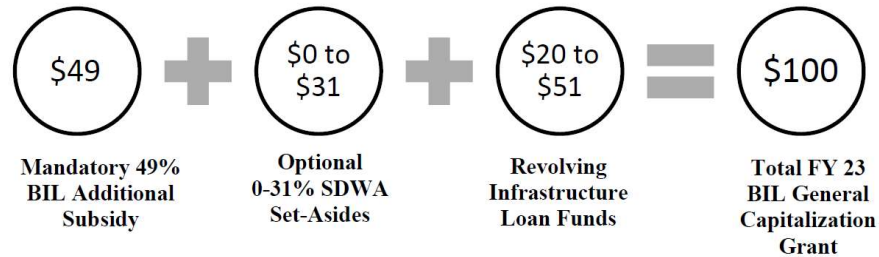 $49
$0 to
$31
$20 to
$51
$100
Mandatory 49%
BIL Additional
Subsidy
Optional
0-31% SDWA
Set-Asides
Revolving
Infrastructure
Loan Funds
Total FY 23
BIL General
Capitalization
Grant